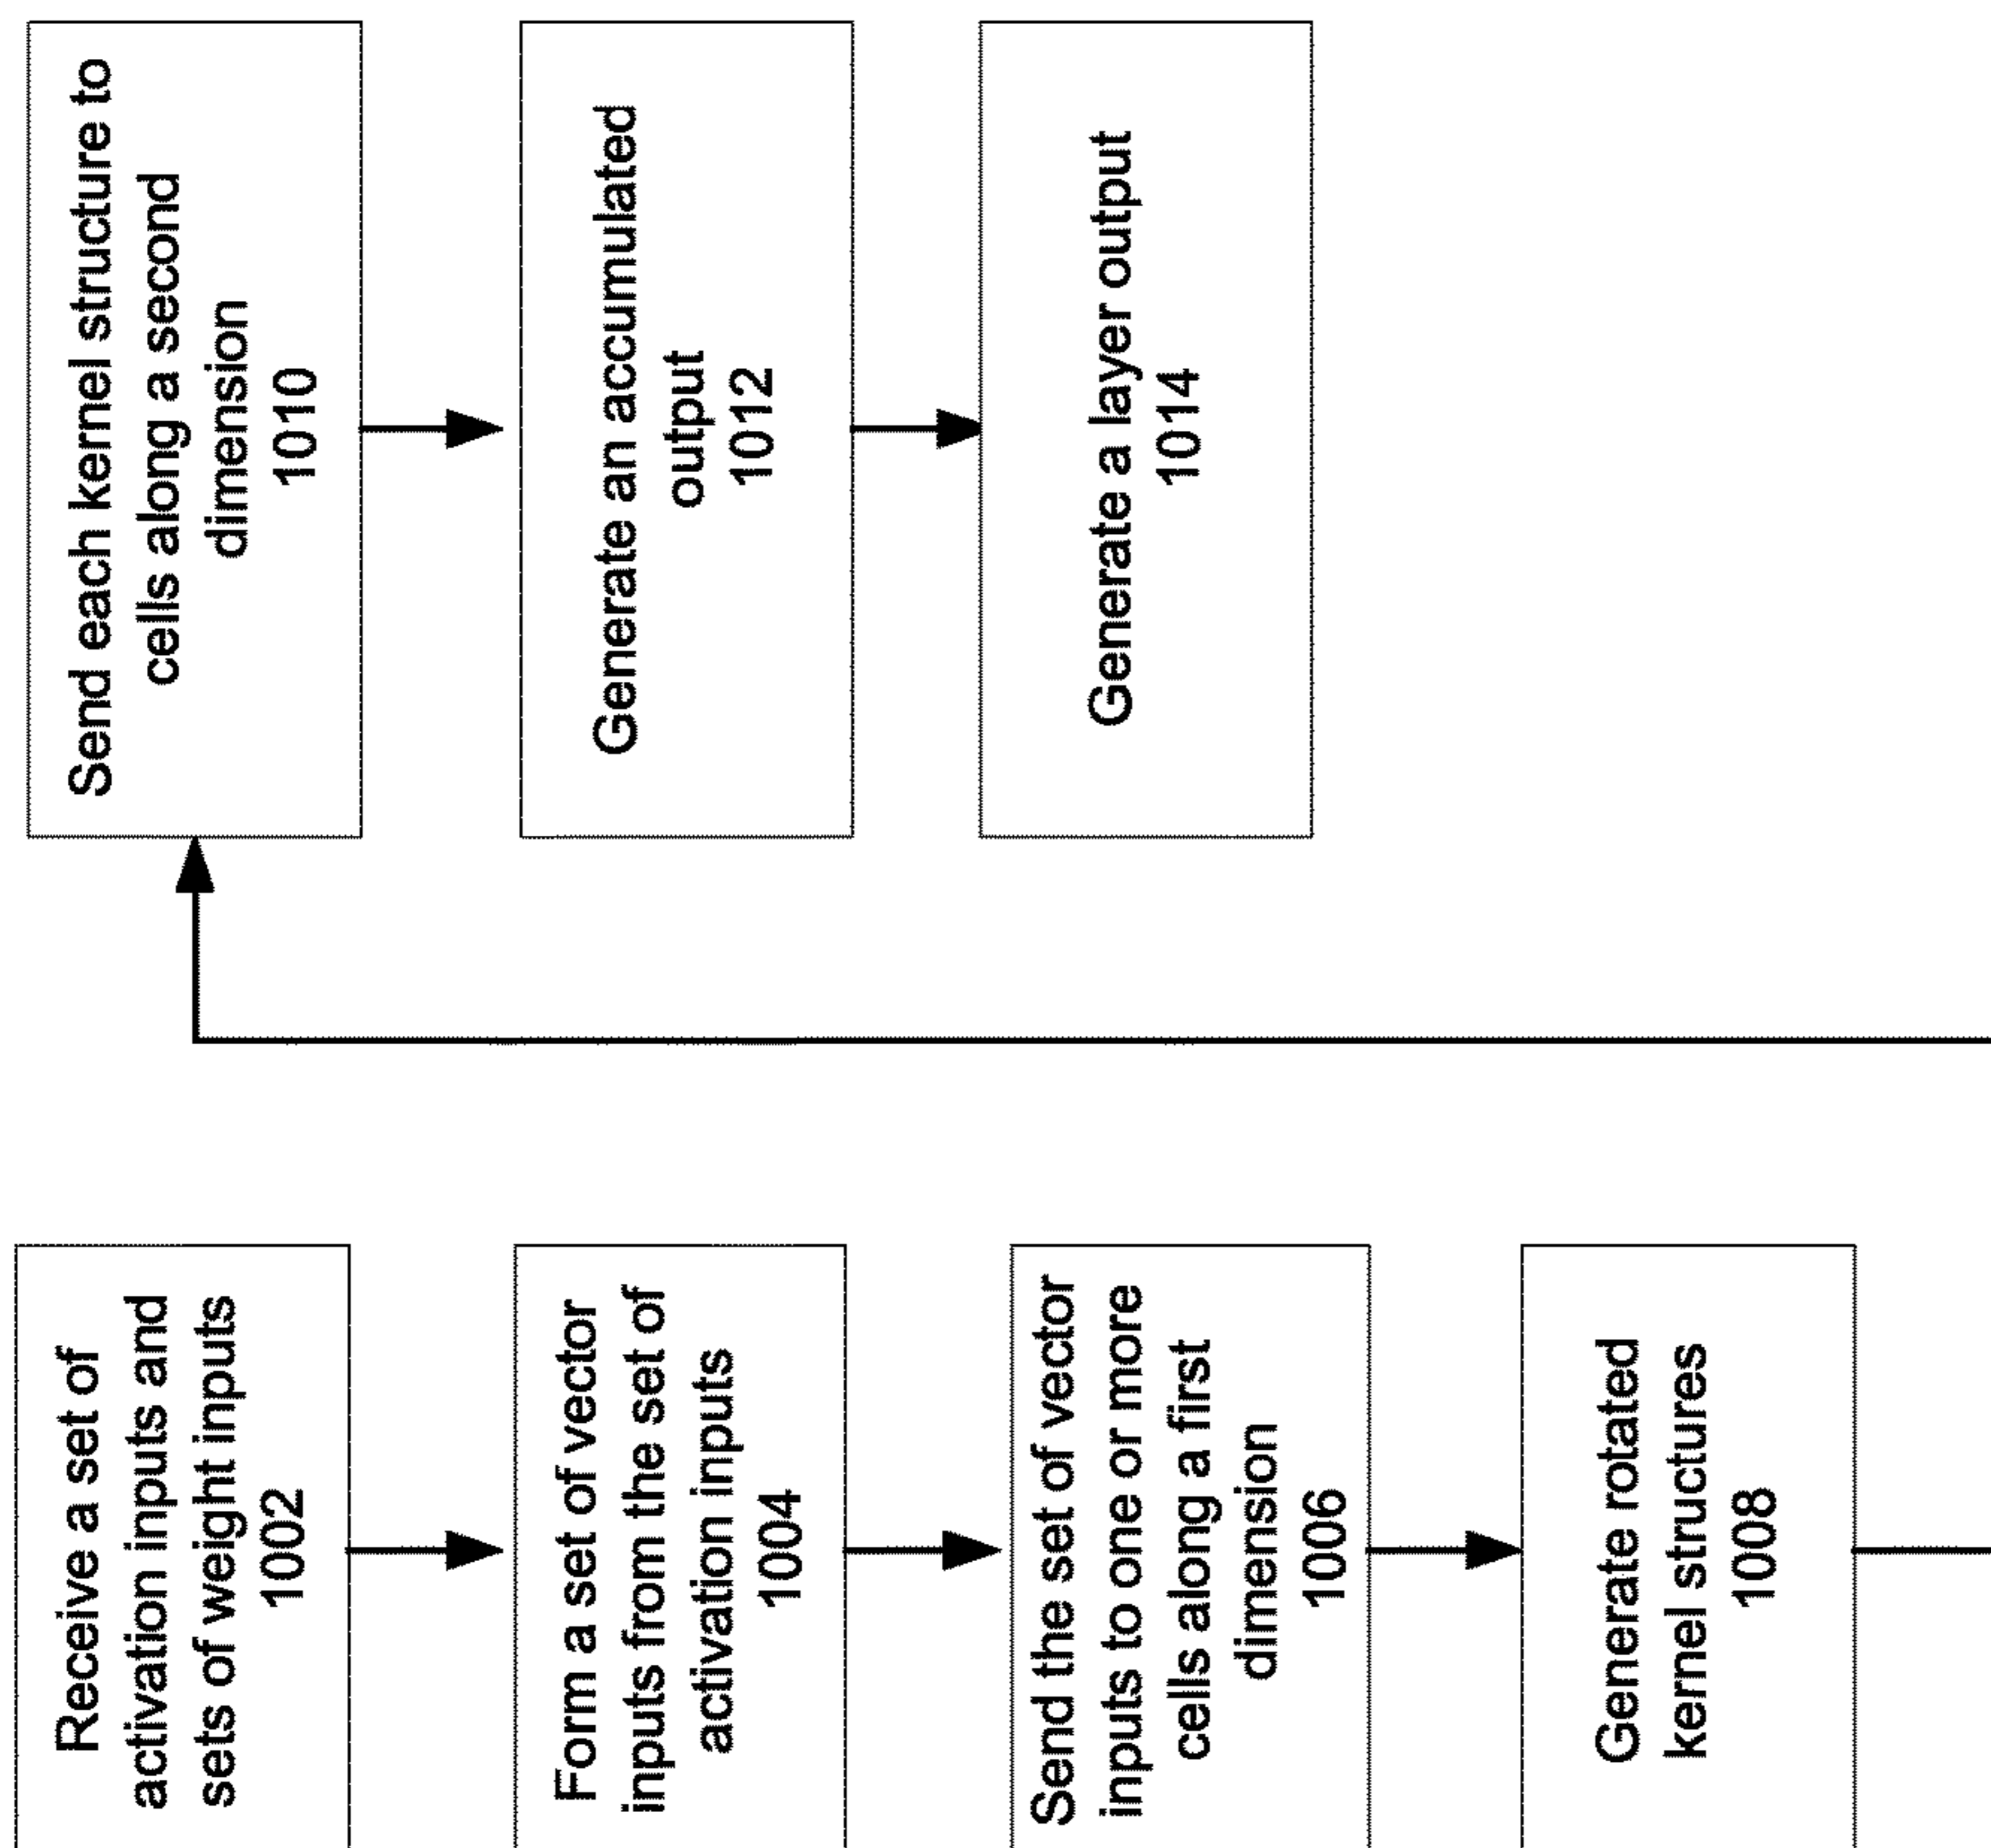 Receive a set of
activation inputs and
sets of weight inputs
1002
Form a set of vector
inputs from the set of
activation inputs
1004
Send the set of vector
inputs to one or more
cells along a first
dimension
1006
Generate rotated
kernel structures
1008
Send each kernel structure to
cells along a second
dimension
1010
Generate an accumulated
output
1012
Generate a layer output
1014